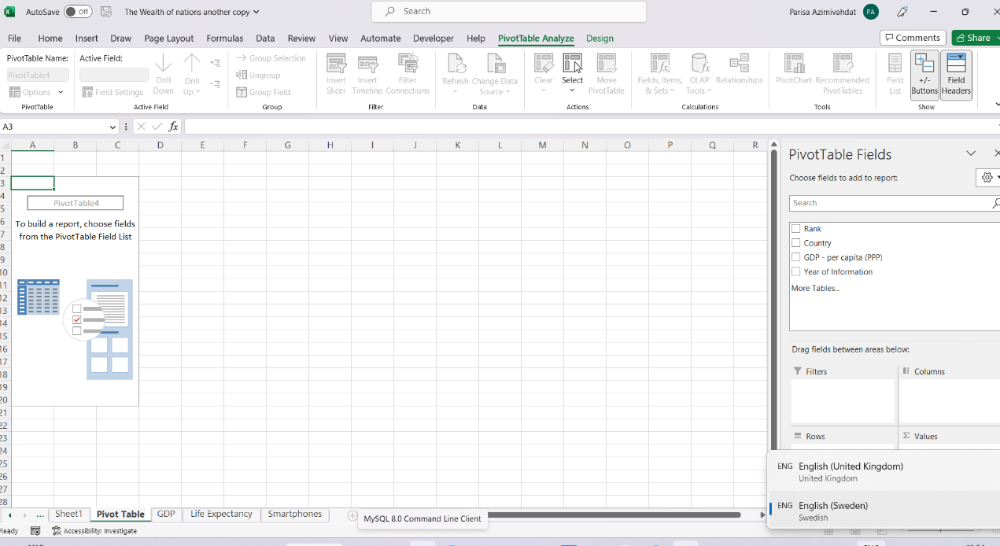 AutoSave Off The Wealth of nations another copy Search Parisa Azimivahdat PA
File Home Insert Draw Page Layout Formulas Data Review View Automate Developer Help PivotTable Analyze Design Comments Share
PivotTable Name:
PivotTable4
Options
PivotTable
Active Field:
Field Settings
Drill Down
Drill Up
Active Field
Group Selection
Ungroup
Group Field
Group
Insert Slicer
Insert Timeline
Filter Connections
Filter
Refresh
Change Data Source
Data
Clear
Select
Move PivotTable
Actions
Fields, Items, & Sets
OLAP Tools
Relationships
Calculations
PivotChart
Recommended PivotTables
Tools
Field List
+/- Buttons
Field Headers
Show
A3 fx
A B C D E F G H I J K L M N O P Q R
1
2
3
4
5
6
7
8
9
10
11
12
13
14
15
16
17
18
19
20
21
22
23
24
25
26
27
28
PivotTable4
To build a report, choose fields
from the PivotTable Field List
PivotTable Fields
Choose fields to add to report:
Search
Rank
Country
GDP - per capita (PPP)
Year of Information
More Tables...
Drag fields between areas below:
Filters
Columns
Rows
Σ Values
ENG English (United Kingdom)
United Kingdom
ENG English (Sweden)
Swedish
... Sheet1 Pivot Table GDP Life Expectancy Smartphones
MySQL 8.0 Command Line Client
Ready Accessibility: Investigate